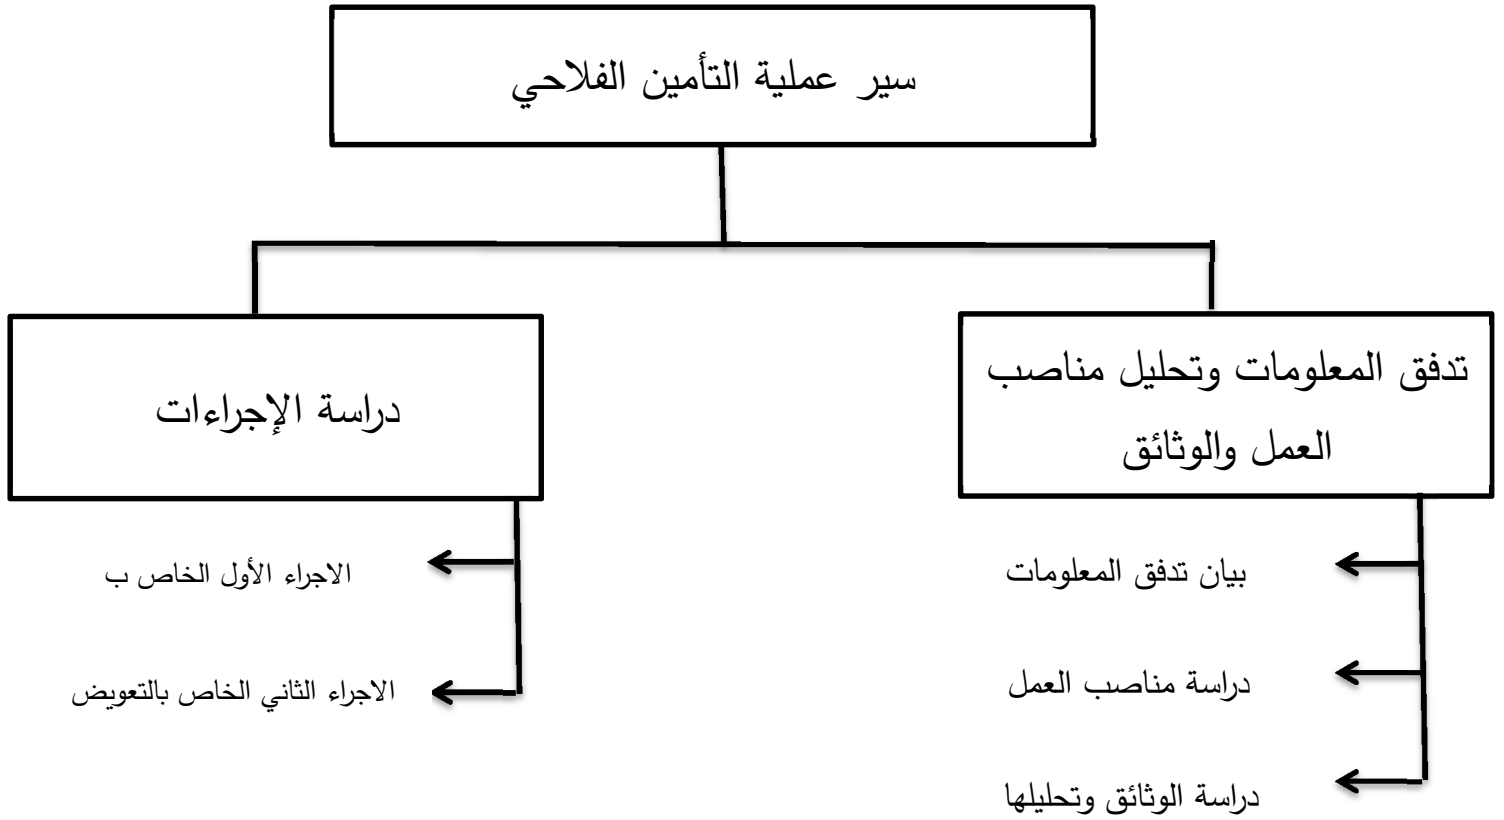 سير عملية التأمين الفلاحي
تدفق المعلومات وتحليل مناصب
العمل والوثائق
بيان تدفق المعلومات
دراسة مناصب العمل
دراسة الوثائق وتحليلها
دراسة الإجراءات
الاجراء الأول الخاص ب
الاجراء الثاني الخاص بالتعويض